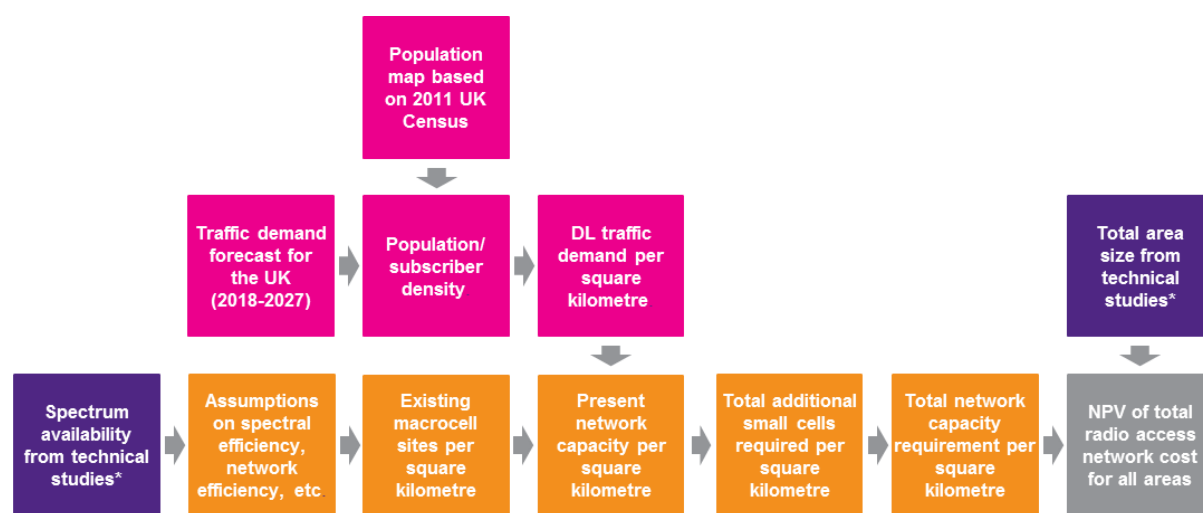 Population
map based
on 2011 UK
Census
Traffic demand
forecast for
the UK
(2018-2027)
Population/
subscriber
density
DL traffic
demand per
square
kilometre
Total area
size from
technical
studies*
Spectrum
availability
from technical
studies*
Assumptions
on spectral
efficiency,
network
efficiency, etc.
Existing
macrocell
sites per
square
kilometre
Present
network
capacity per
square
kilometre
Total additional
small cells
required per
square
kilometre
Total network
capacity
requirement per
square
kilometre
NPV of total
radio access
network cost
for all areas